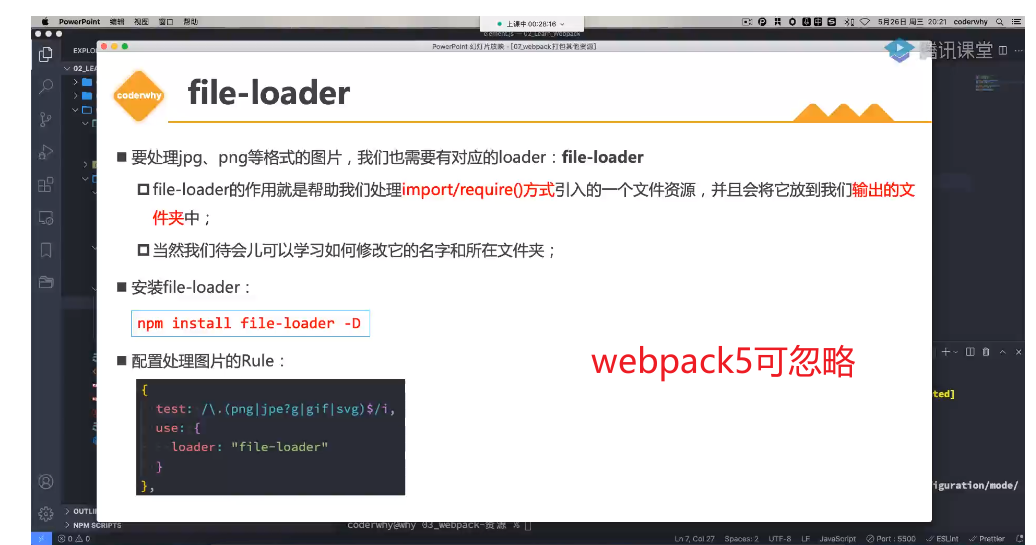 PowerPoint 编辑 视图 窗口 帮助
上课中 00:28:16
5月26日 周三 20:21 coderwhy
element.js — 02_Learn_Webpack
PowerPoint 幻灯片放映 - [07_webpack打包其他资源]
腾讯课堂
EXPLO
02_LEA
coderwhy
file-loader
要处理jpg、png等格式的图片，我们也需要有对应的loader：file-loader
file-loader的作用就是帮助我们处理import/require()方式引入的一个文件资源，并且会将它放到我们输出的文
件夹中；
当然我们待会儿可以学习如何修改它的名字和所在文件夹；
安装file-loader：
npm install file-loader -D
配置处理图片的Rule：
webpack5可忽略
{
test: /\.(png|jpe?g|gif|svg)$/i,
use: {
loader: "file-loader"
}
},
ted]
iguration/mode/
OUTLI
NPM SCRIPTS
coderwhy@why 03_webpack-资源 %
0 0
Ln 7, Col 27 Spaces: 2 UTF-8 LF JavaScript Port : 5500 ESLint Prettier